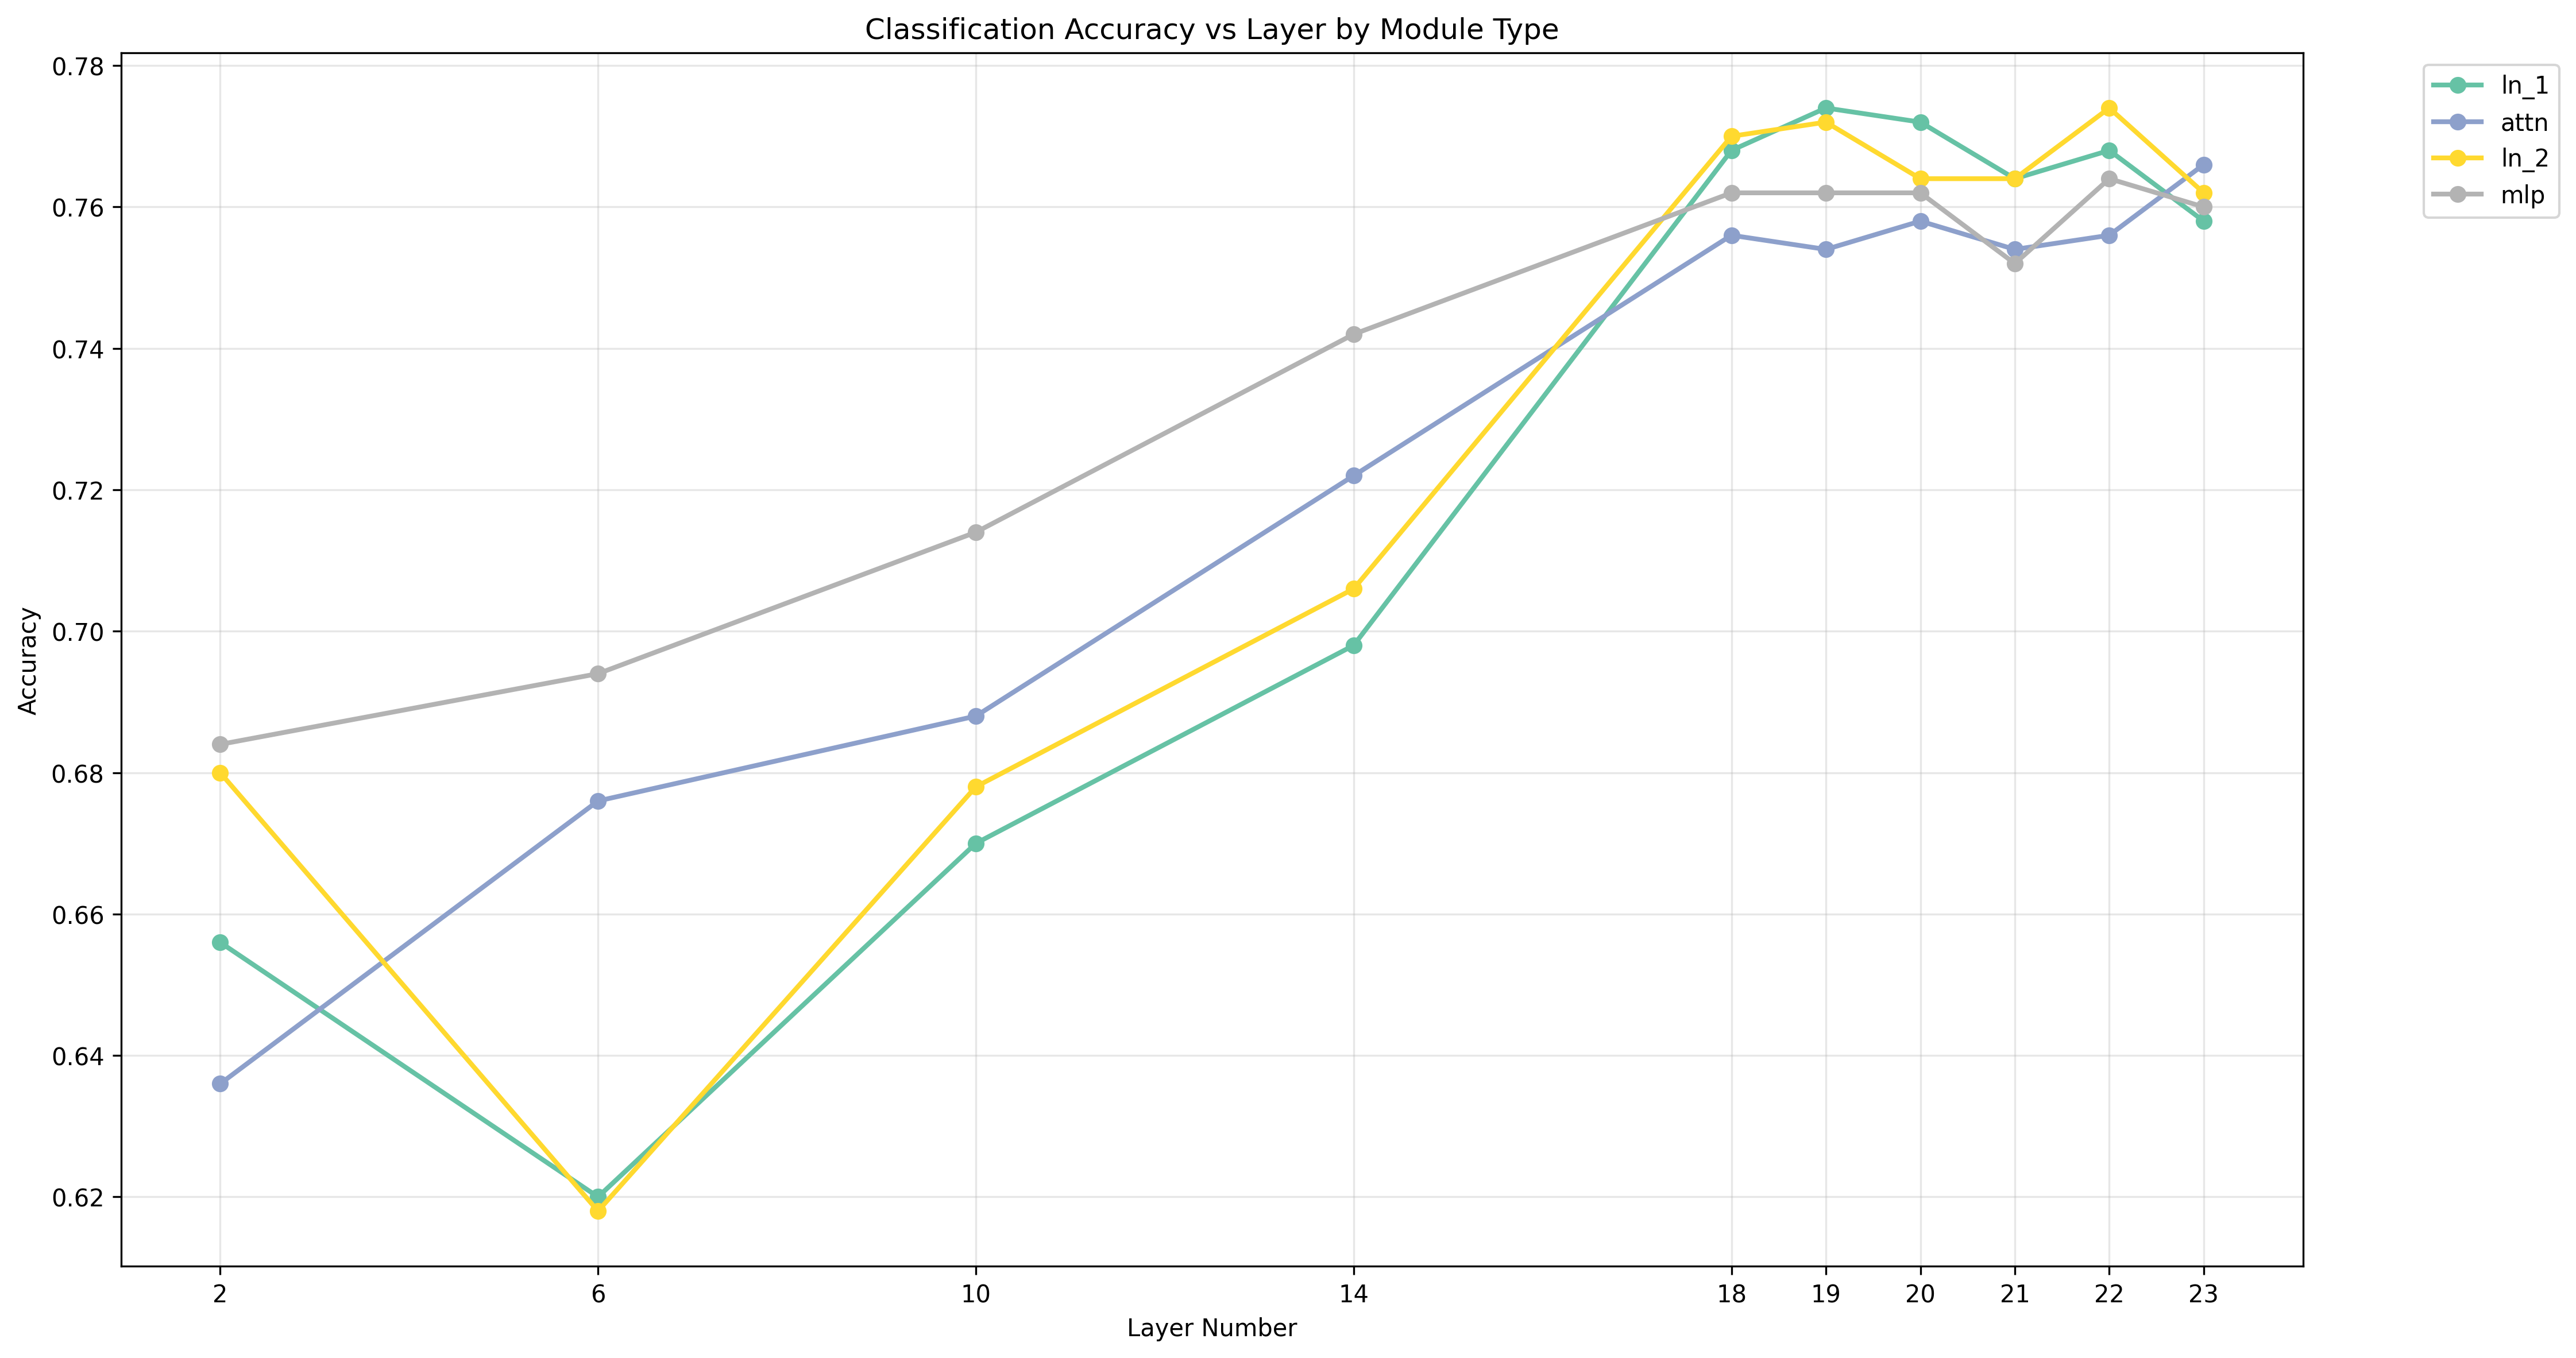 Classification Accuracy vs Layer by Module Type
ln_1
attn
ln_2
mlp
Accuracy
0.78
0.76
0.74
0.72
0.70
0.68
0.66
0.64
0.62
2 6 10 14 18 19 20 21 22 23
Layer Number